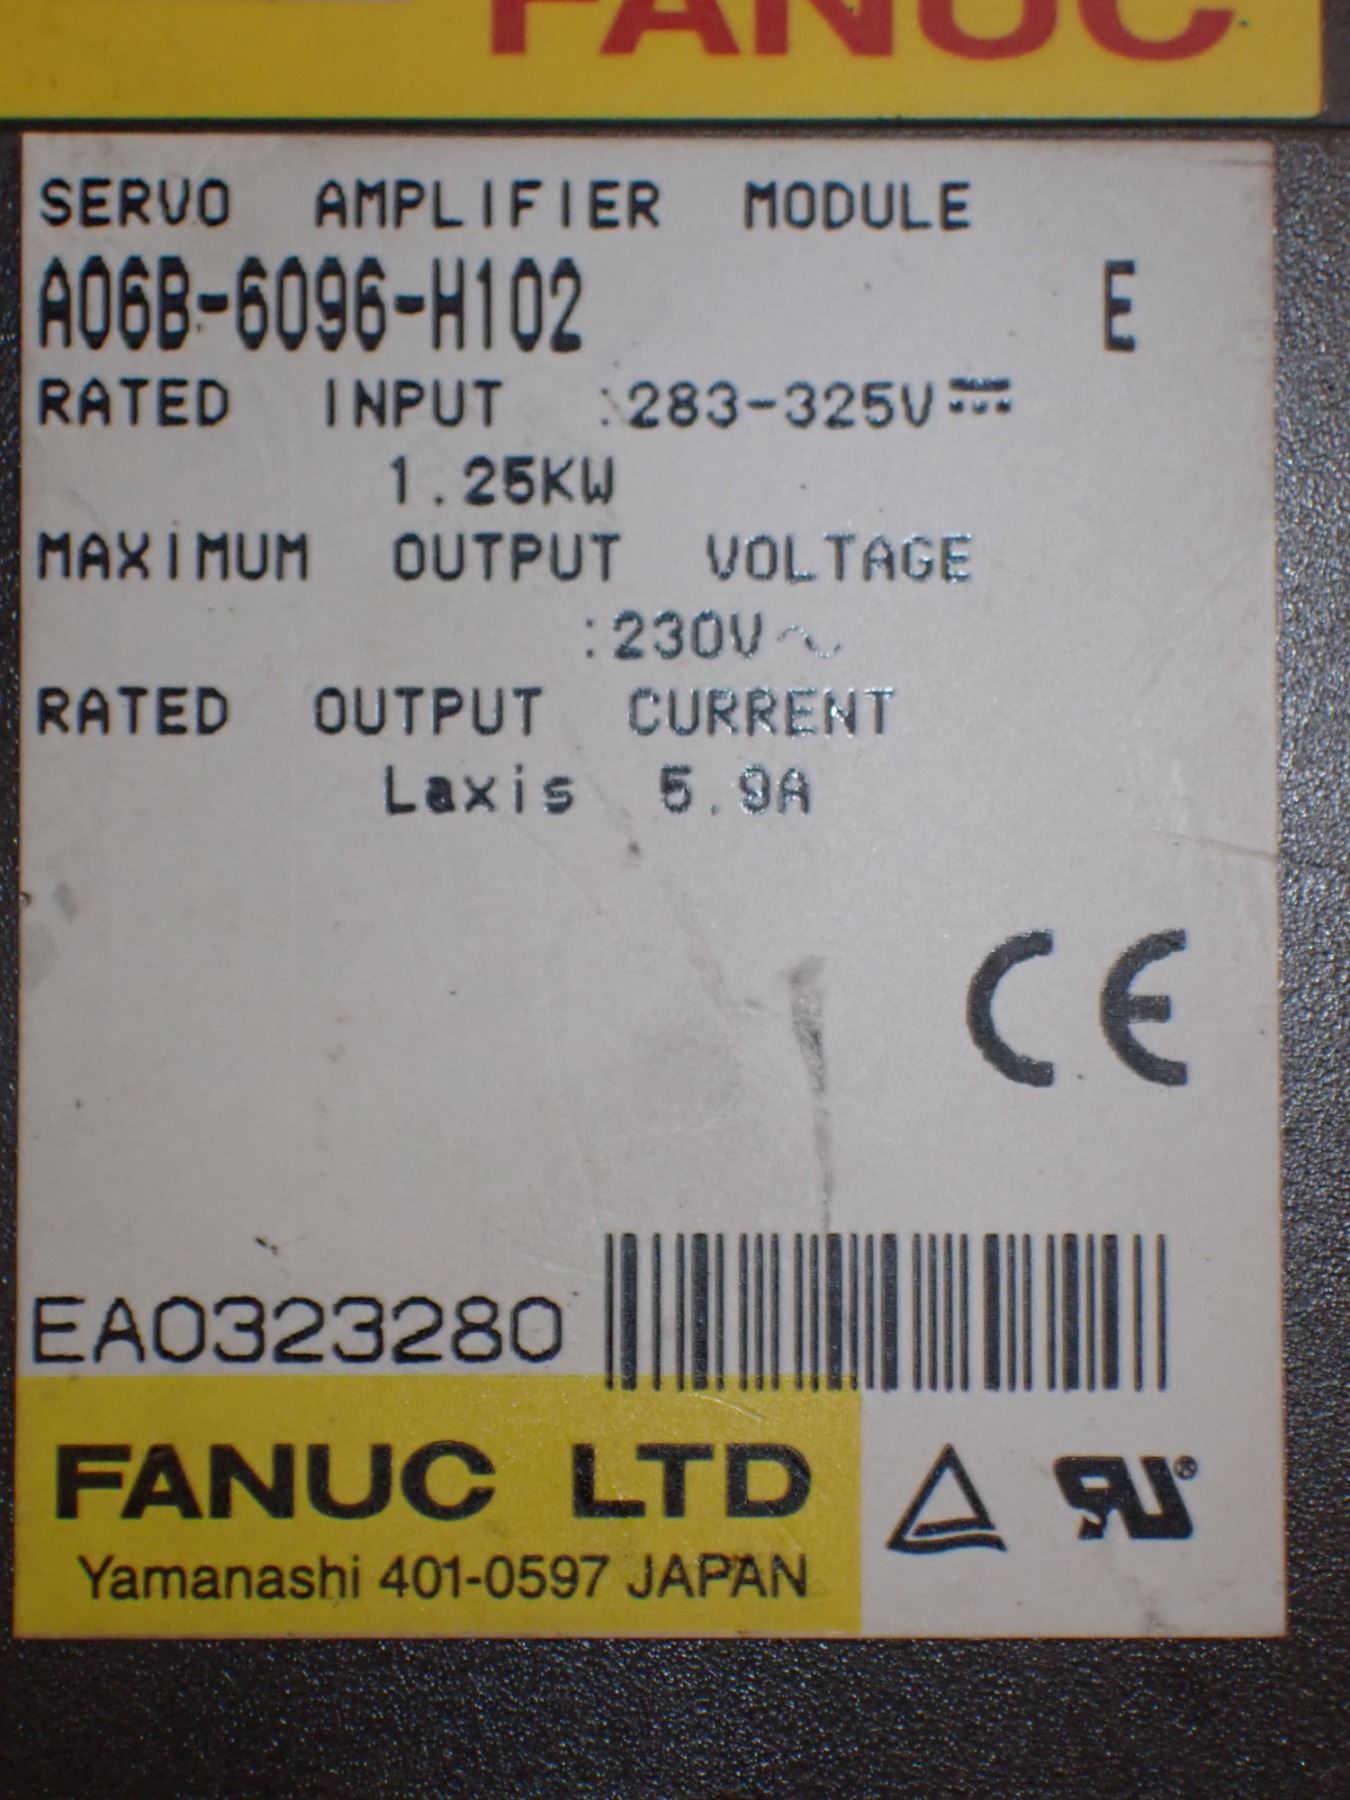 FANUC
SERVO AMPLIFIER MODULE
A06B-6096-H102 E
RATED INPUT :283-325V⎓
1.25KW
MAXIMUM OUTPUT VOLTAGE
:230V~
RATED OUTPUT CURRENT
Laxis 5.9A
CE
EA0323280
FANUC LTD
Yamanashi 401-0597 JAPAN